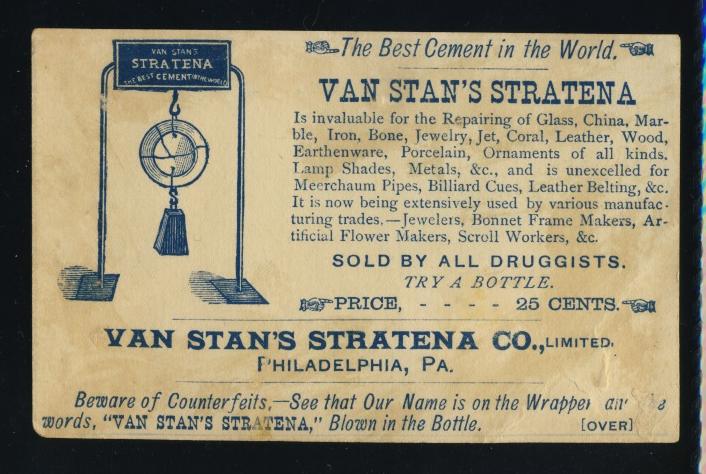 VAN STAN'S
STRATENA
THE BEST CEMENT IN THE WORLD
The Best Cement in the World.
VAN STAN'S STRATENA
Is invaluable for the Repairing of Glass, China, Mar-
ble, Iron, Bone, Jewelry, Jet, Coral, Leather, Wood,
Earthenware, Porcelain, Ornaments of all kinds.
Lamp Shades, Metals, &c., and is unexcelled for
Meerchaum Pipes, Billiard Cues, Leather Belting, &c.
It is now being extensively used by various manufac-
turing trades.—Jewelers, Bonnet Frame Makers, Ar-
tificial Flower Makers, Scroll Workers, &c.
SOLD BY ALL DRUGGISTS.
TRY A BOTTLE.
PRICE, - - - - 25 CENTS.
VAN STAN'S STRATENA CO., LIMITED.
PHILADELPHIA, PA.
Beware of Counterfeits,—See that Our Name is on the Wrapper
words, "VAN STAN'S STRATENA," Blown in the Bottle. [OVER]